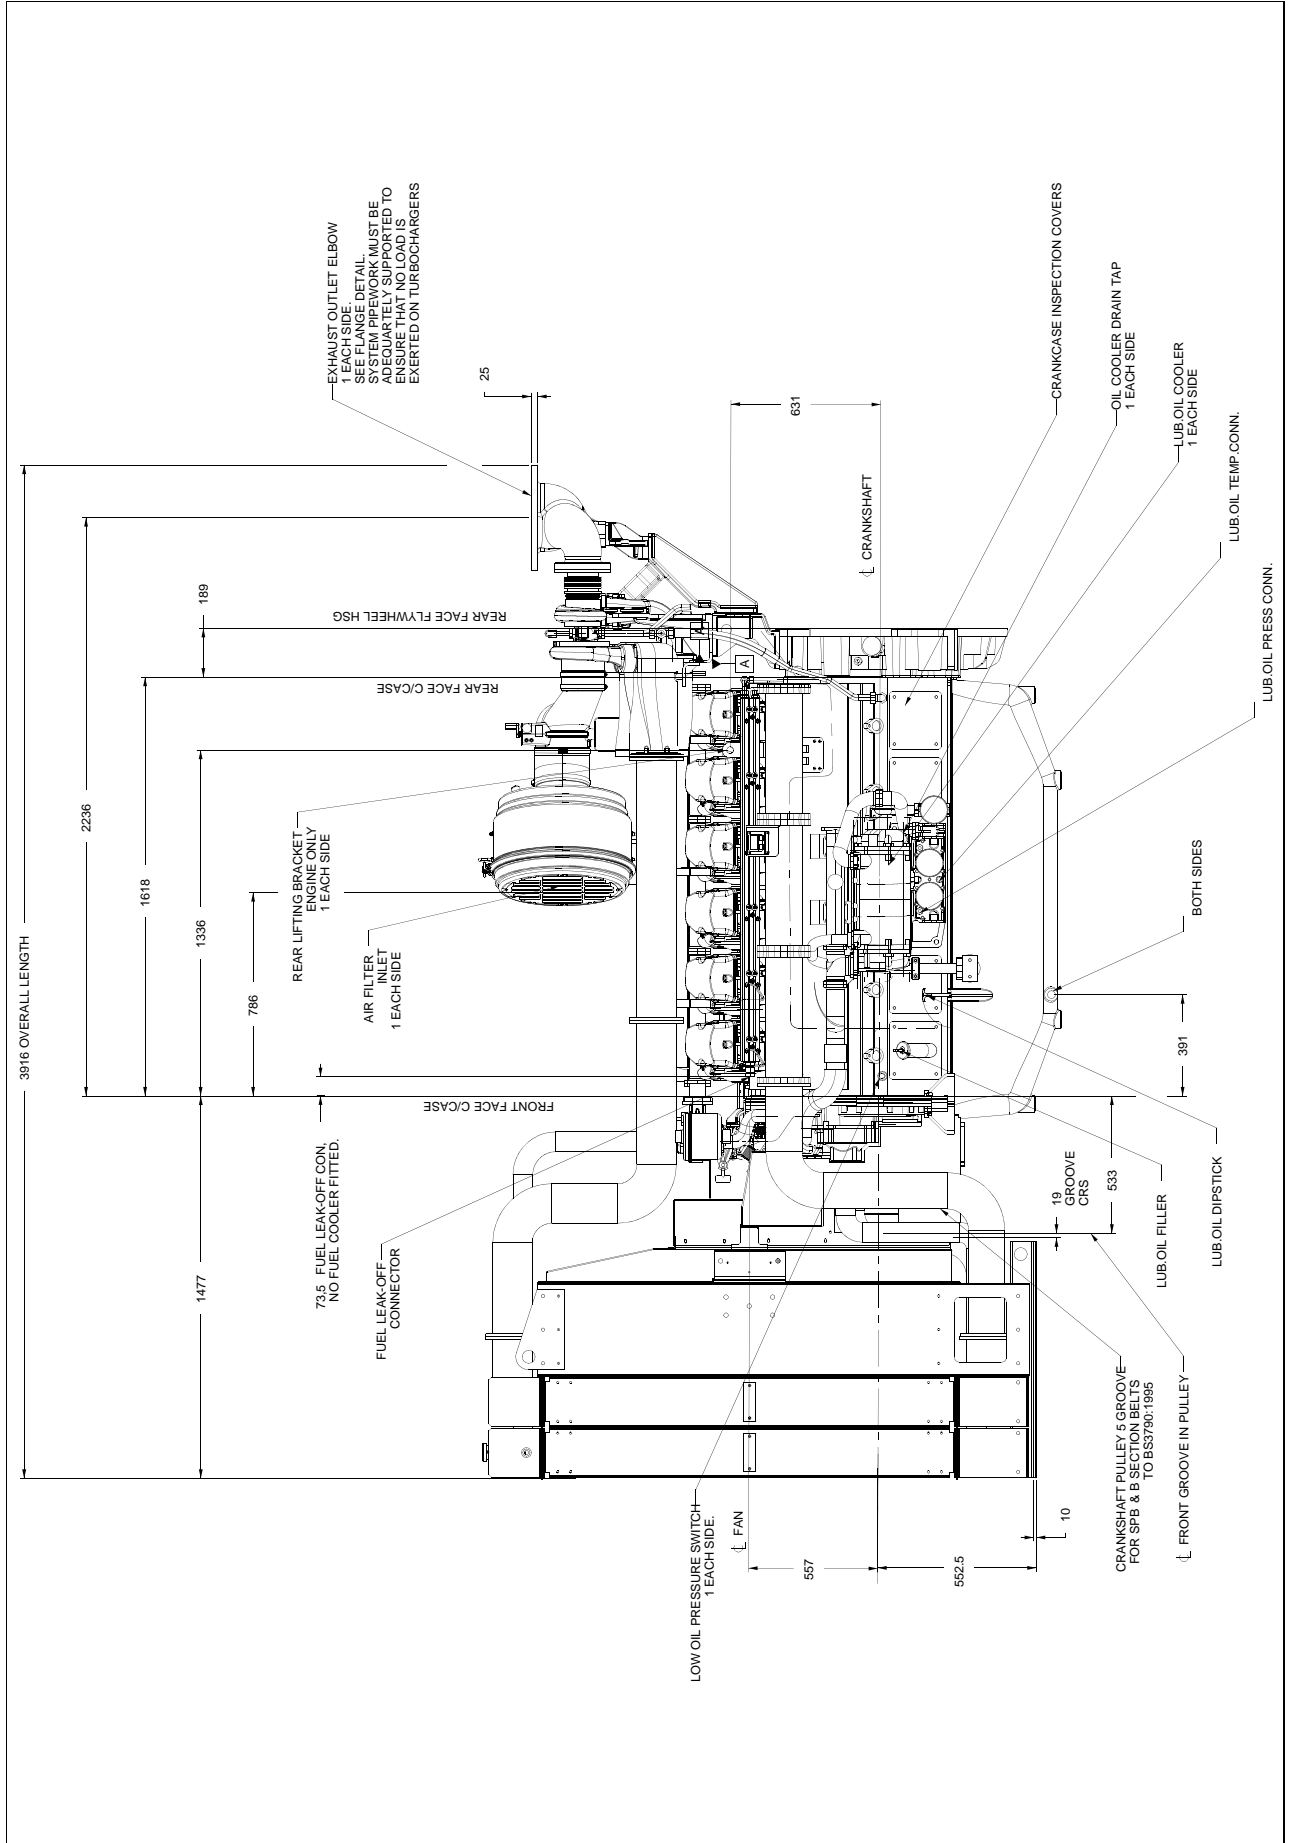 3916 OVERALL LENGTH
2236
1618
1336
786
189
1477
EXHAUST OUTLET ELBOW
1 EACH SIDE.
SEE FLANGE DETAIL.
SYSTEM PIPEWORK MUST BE
ADEQUARTELY SUPPORTED TO
ENSURE THAT NO LOAD IS
EXERTED ON TURBOCHARGERS
25
REAR FACE FLYWHEEL HSG
REAR FACE C/CASE
FRONT FACE C/CASE
REAR LIFTING BRACKET
ENGINE ONLY
1 EACH SIDE
AIR FILTER
INLET
1 EACH SIDE
73,5 FUEL LEAK-OFF CON,
NO FUEL COOLER FITTED.
FUEL LEAK-OFF
CONNECTOR
A
A
631
CRANKSHAFT
CRANKCASE INSPECTION COVERS
OIL COOLER DRAIN TAP
1 EACH SIDE
LUB.OIL COOLER
1 EACH SIDE
LUB.OIL TEMP.CONN.
LUB.OIL PRESS CONN.
BOTH SIDES
391
533
19
GROOVE
CRS
LUB.OIL FILLER
LUB.OIL DIPSTICK
LOW OIL PRESSURE SWITCH
1 EACH SIDE.
FAN
557
552.5
10
CRANKSHAFT PULLEY 5 GROOVE
FOR SPB & B SECTION BELTS
TO BS3790:1995
FRONT GROOVE IN PULLEY